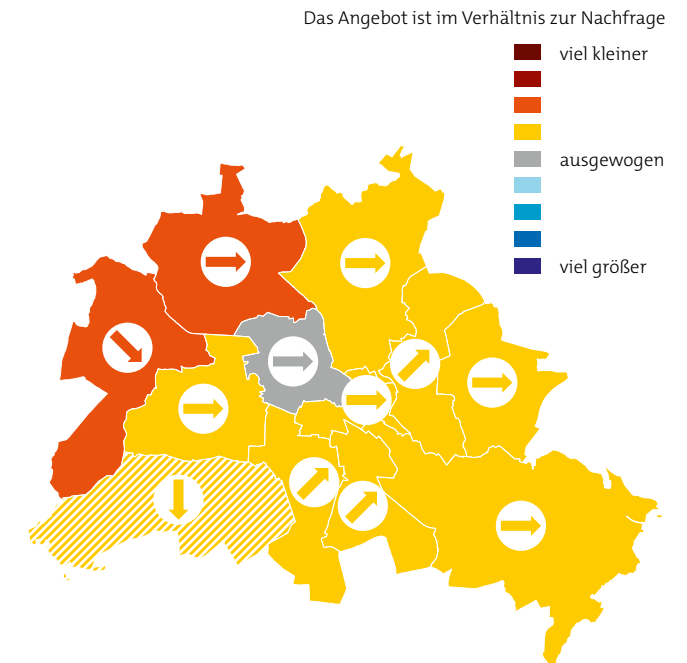 Das Angebot ist im Verhältnis zur Nachfrage
viel kleiner
ausgewogen
viel größer